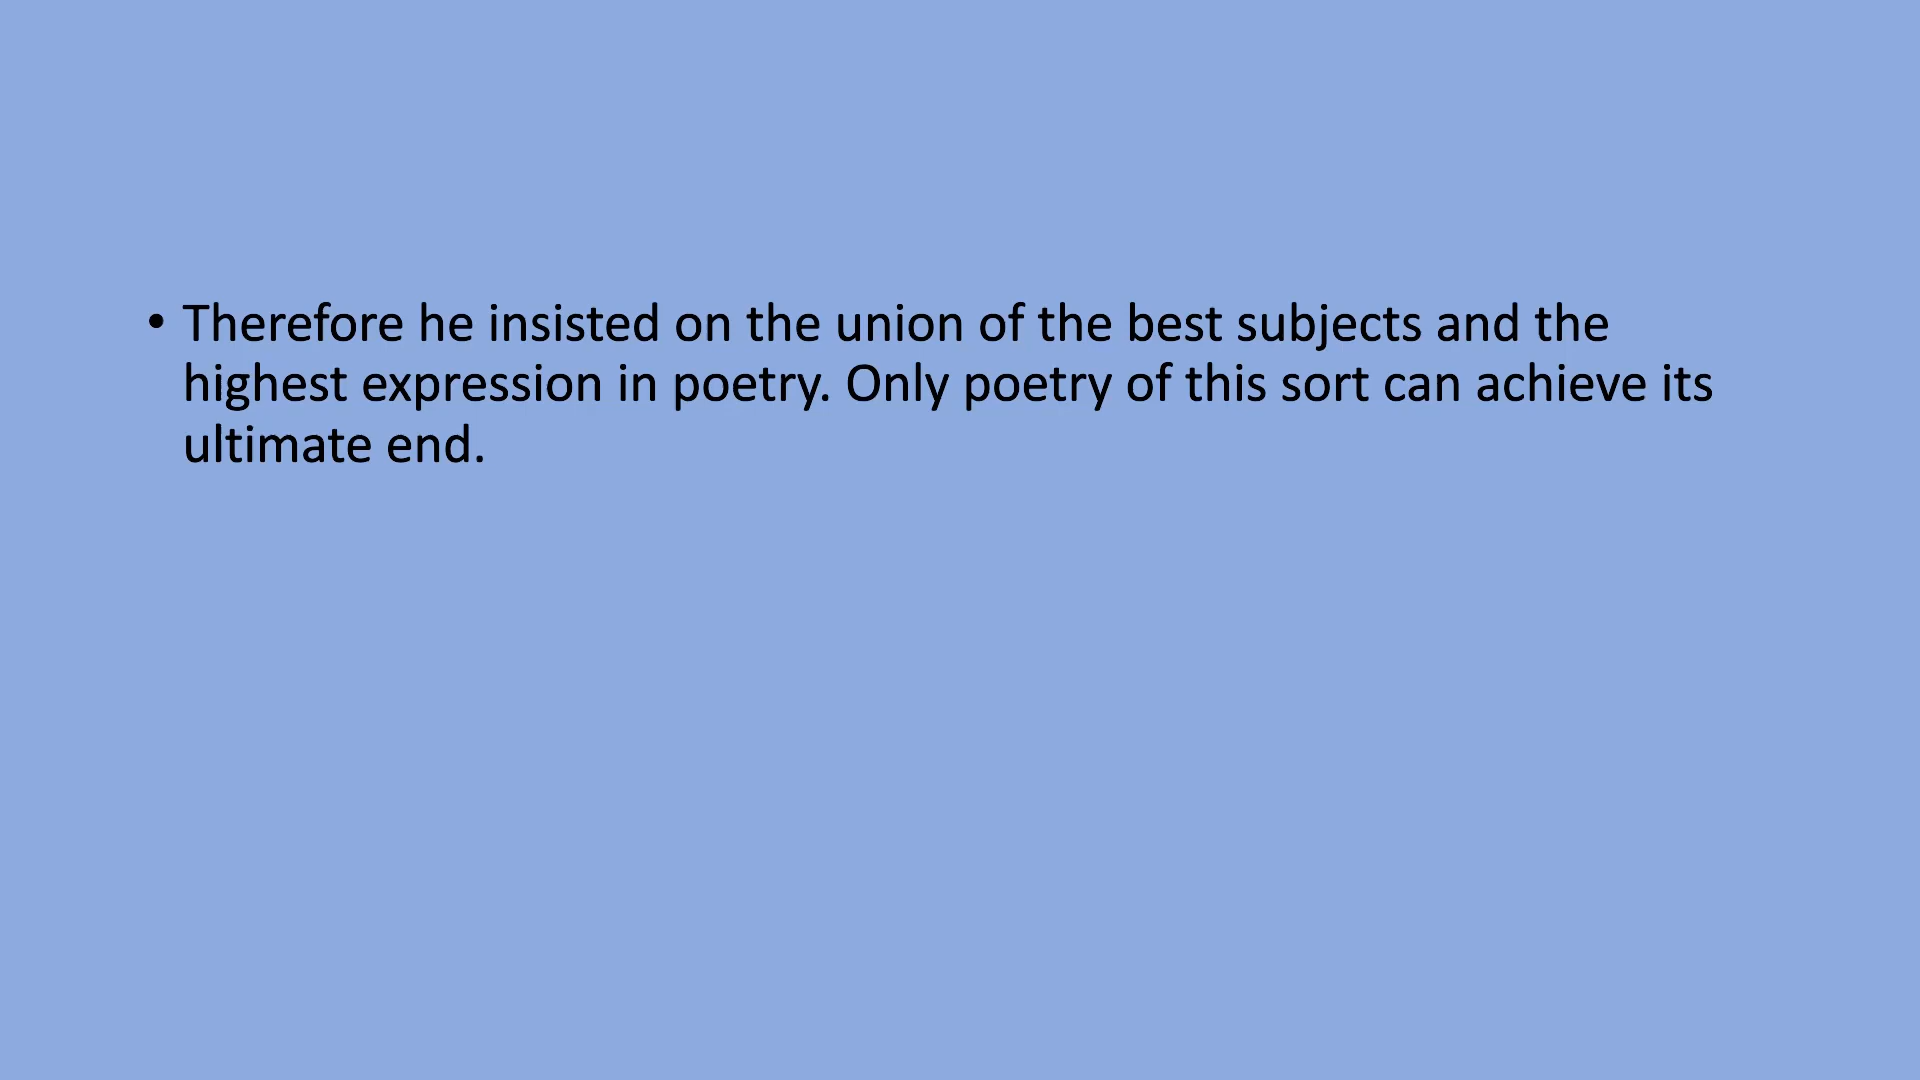 • Therefore he insisted on the union of the best subjects and the
highest expression in poetry. Only poetry of this sort can achieve its
ultimate end.